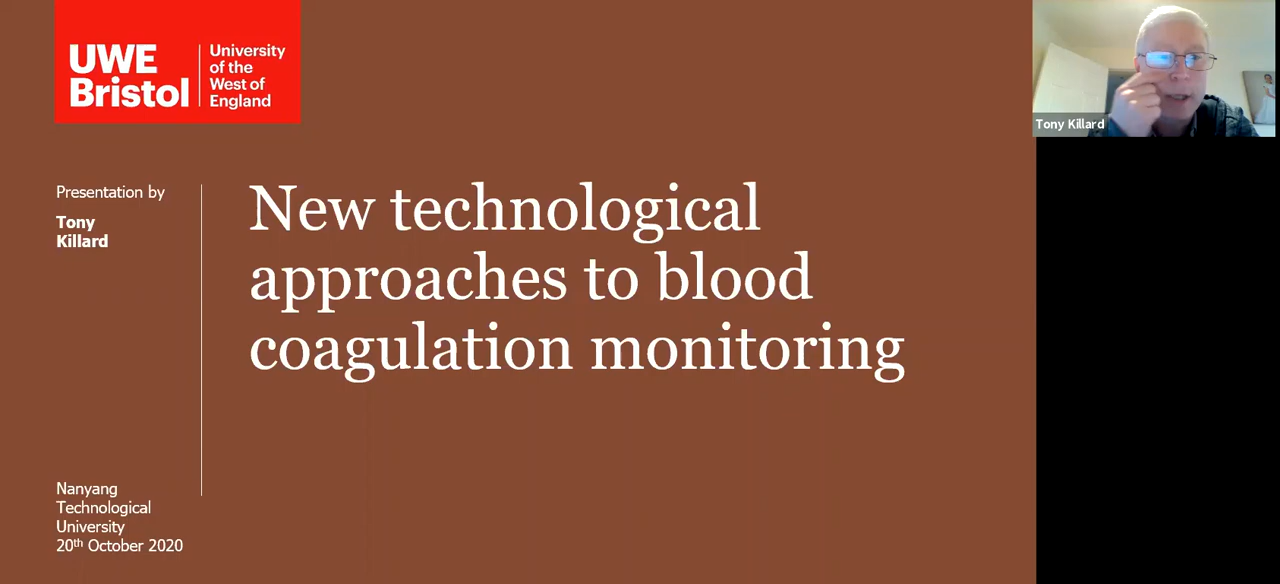 UWE
Bristol
University
of the
West of
England
Tony Killard
Presentation by
Tony
Killard
New technological
approaches to blood
coagulation monitoring
Nanyang
Technological
University
20th October 2020